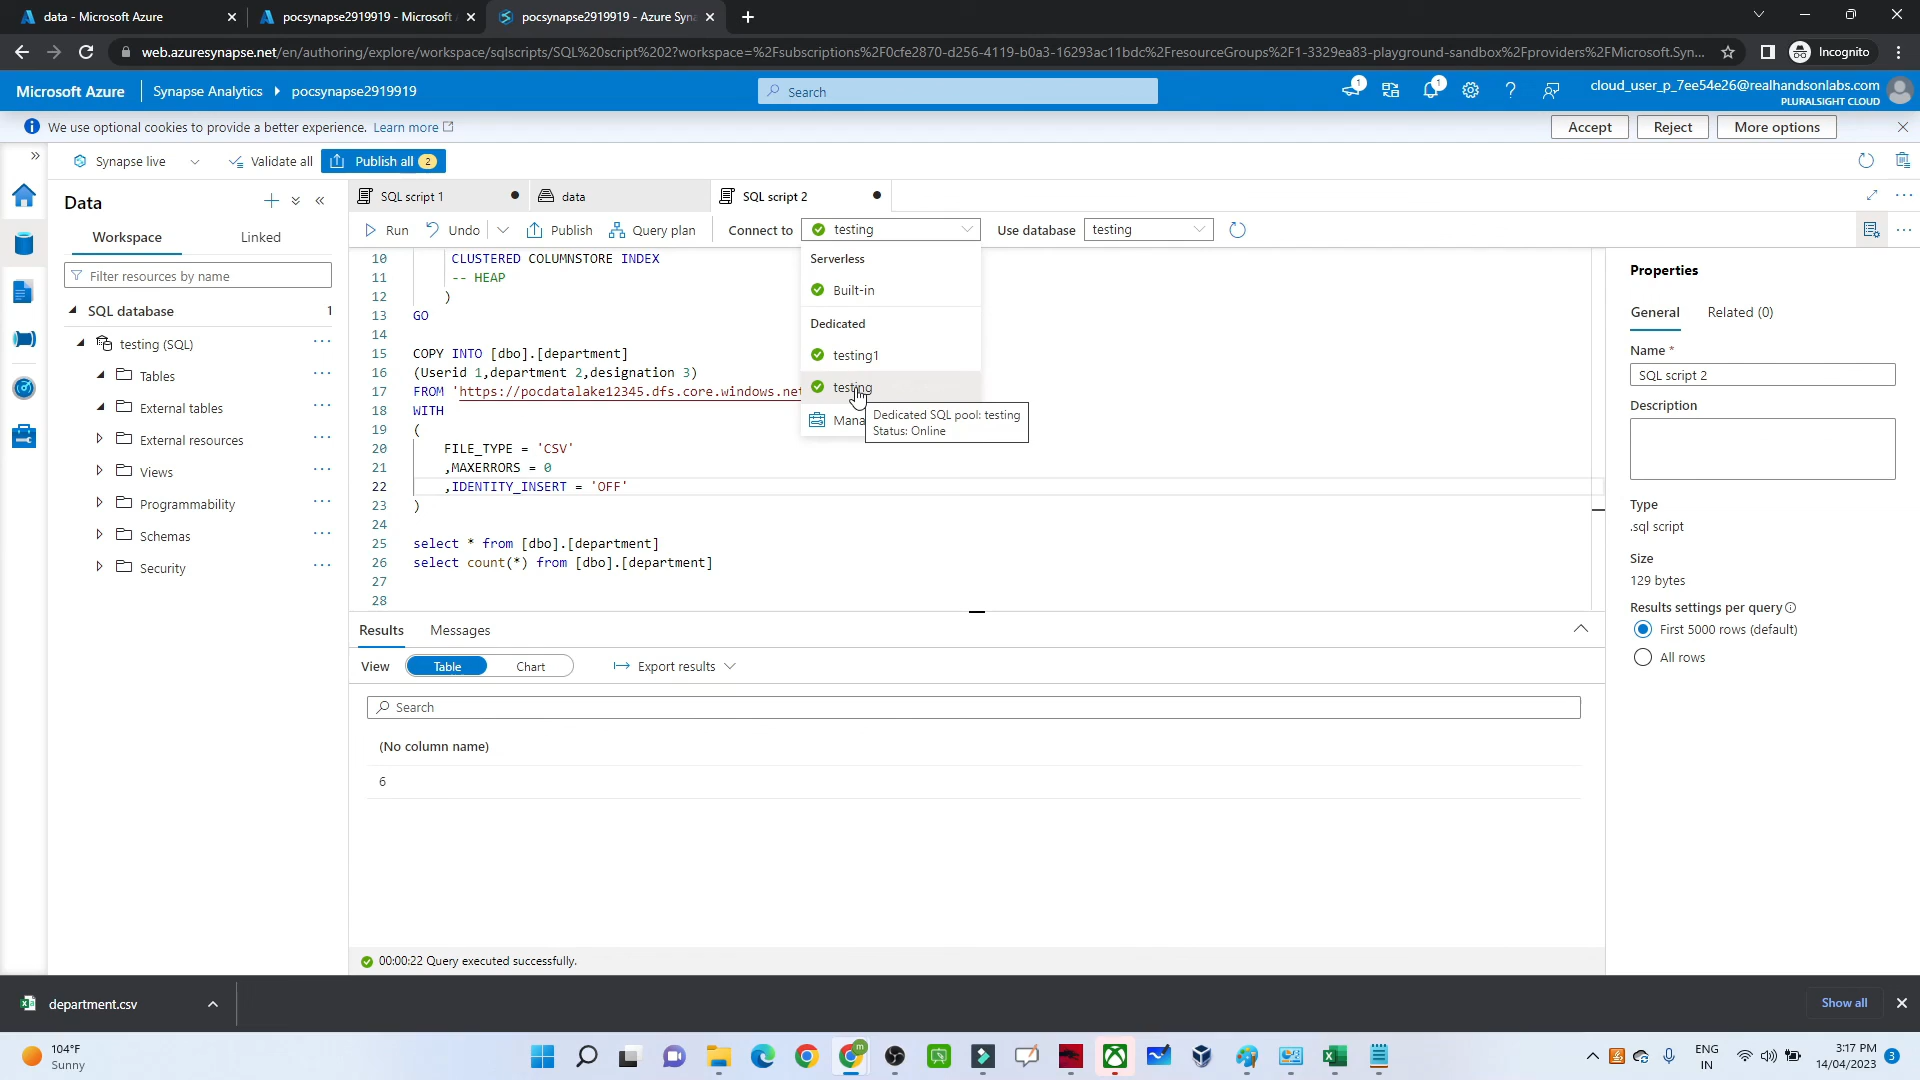 data - Microsoft Azure
pocsynapse2919919 - Microsoft
pocsynapse2919919 - Azure Syn
web.azuresynapse.net/en/authoring/explore/workspace/sqlscripts/SQL%20script%202?workspace=%2Fsubscriptions%2F0cfe2870-d256-4119-b0a3-16293ac11bdc%2FresourceGroups%2F1-3329ea83-playground-sandbox%2Fproviders%2FMicrosoft.Syn...
Incognito
Microsoft Azure
Synapse Analytics
pocsynapse2919919
Search
1
1
cloud_user_p_7ee54e26@realhandsonlabs.com
PLURALSIGHT CLOUD
We use optional cookies to provide a better experience. Learn more
Accept
Reject
More options
Synapse live
Validate all
Publish all 2
Data
Workspace
Linked
Filter resources by name
SQL database 1
testing (SQL)
Tables
External tables
External resources
Views
Programmability
Schemas
Security
SQL script 1
data
SQL script 2
Run
Undo
Publish
Query plan
Connect to
testing
Use database
testing
Serverless
Built-in
Dedicated
testing1
testing
Mana
Dedicated SQL pool: testing
Status: Online
10 CLUSTERED COLUMNSTORE INDEX
11 -- HEAP
12 )
13 GO
14
15 COPY INTO [dbo].[department]
16 (Userid 1,department 2,designation 3)
17 FROM 'https://pocdatalake12345.dfs.core.windows.net
18 WITH
19 (
20 FILE_TYPE = 'CSV'
21 ,MAXERRORS = 0
22 ,IDENTITY_INSERT = 'OFF'
23 )
24
25 select * from [dbo].[department]
26 select count(*) from [dbo].[department]
27
28
Results
Messages
View
Table
Chart
Export results
Search
(No column name)
6
00:00:22 Query executed successfully.
Properties
General
Related (0)
Name *
SQL script 2
Description
Type
.sql script
Size
129 bytes
Results settings per query
First 5000 rows (default)
All rows
department.csv
Show all
104°F
Sunny
m
ENG
IN
3:17 PM
14/04/2023
3